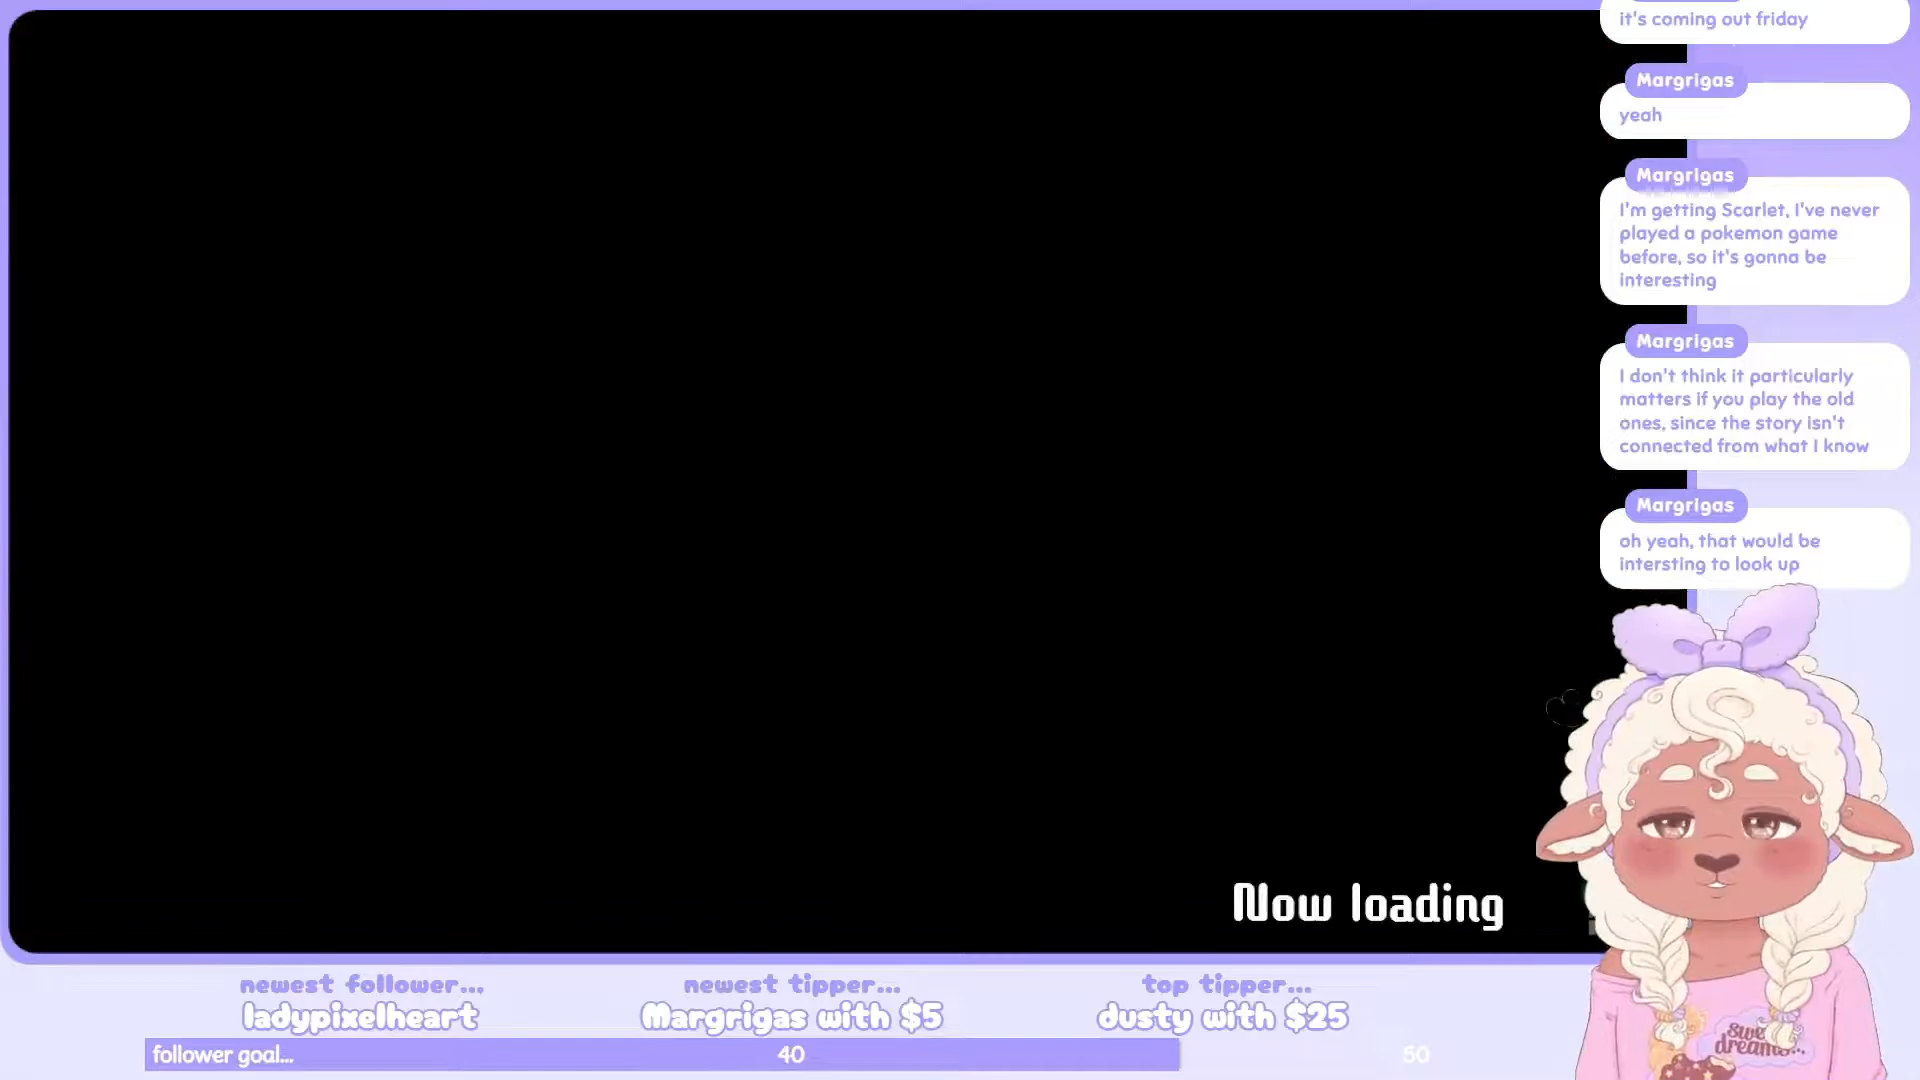 it's coming out friday
Margrigas
yeah
Margrigas
I'm getting Scarlet, I've never
played a pokemon game
before, so it's gonna be
interesting
Margrigas
I don't think it particularly
matters if you play the old
ones, since the story isn't
connected from what I know
Margrigas
oh yeah, that would be
intersting to look up
Now loading
newest follower...
ladypixelheart
newest tipper...
Margrigas with $5
top tipper...
dusty with $25
follower goal...
40
50
dreams...